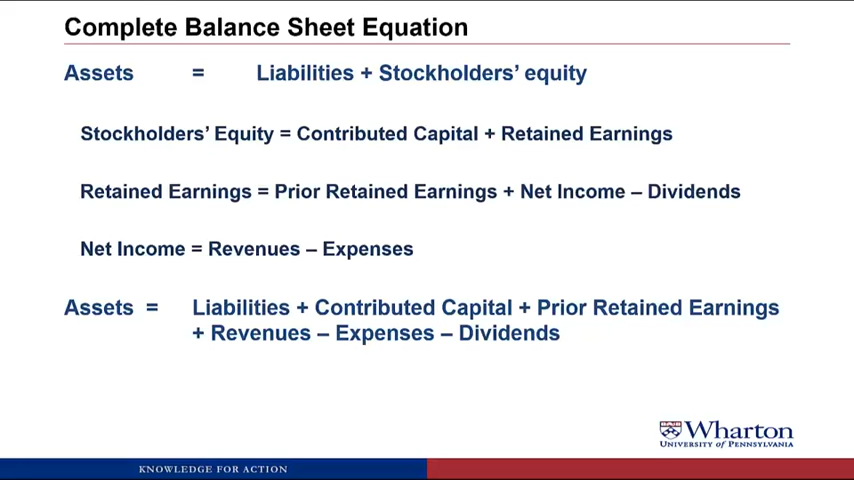 Complete Balance Sheet Equation
Assets = Liabilities + Stockholders' equity
Stockholders' Equity = Contributed Capital + Retained Earnings
Retained Earnings = Prior Retained Earnings + Net Income – Dividends
Net Income = Revenues – Expenses
Assets = Liabilities + Contributed Capital + Prior Retained Earnings
+ Revenues – Expenses – Dividends
Wharton
UNIVERSITY OF PENNSYLVANIA
KNOWLEDGE FOR ACTION